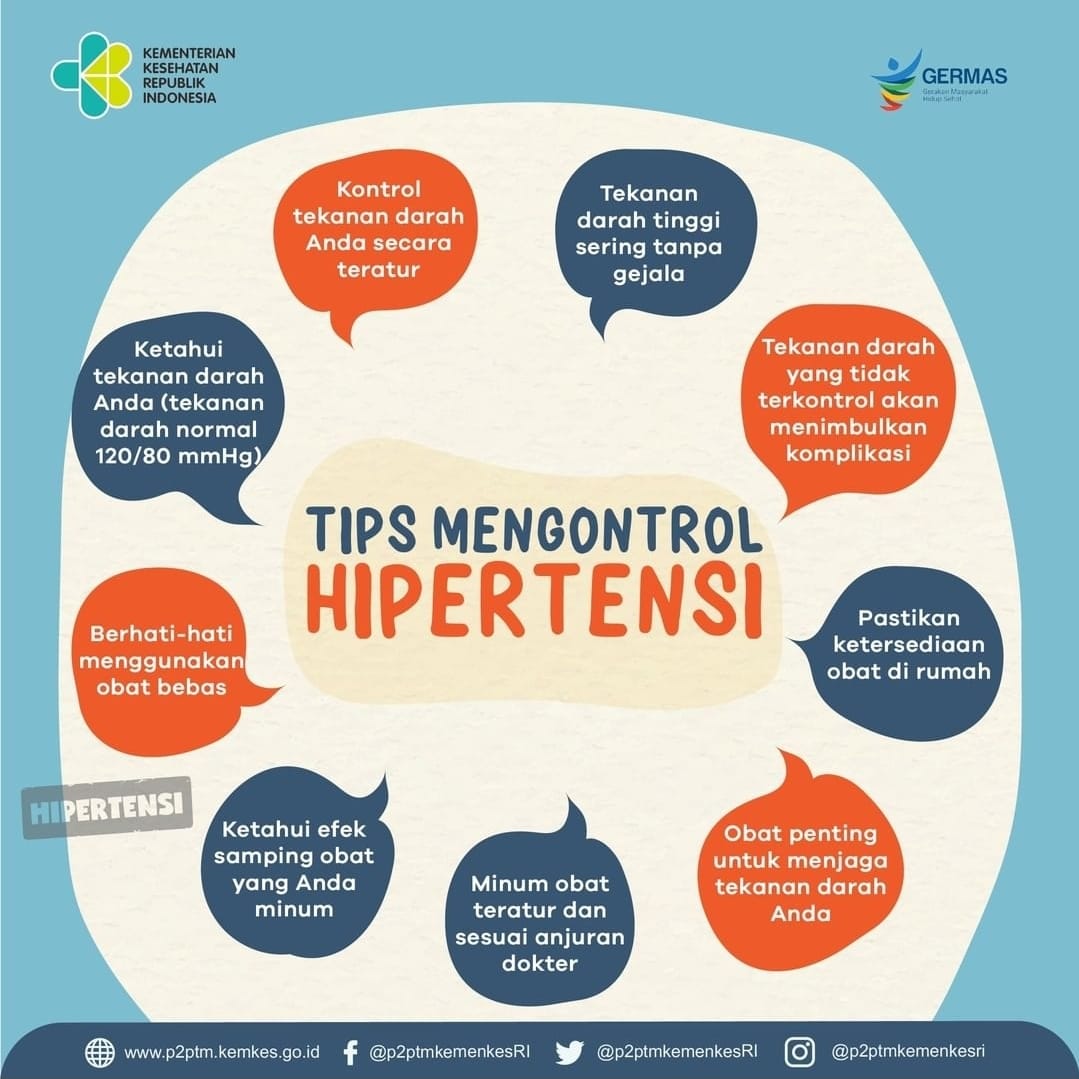 KEMENTERIAN
KESEHATAN
REPUBLIK
INDONESIA
GERMAS
Gerakan Masyarakat
Hidup Sehat
Kontrol
tekanan darah
Anda secara
teratur
Tekanan
darah tinggi
sering tanpa
gejala
Ketahui
tekanan darah
Anda (tekanan
darah normal
120/80 mmHg)
Tekanan darah
yang tidak
terkontrol akan
menimbulkan
komplikasi
TIPS MENGONTROL
HIPERTENSI
Berhati-hati
menggunakan
obat bebas
Pastikan
ketersediaan
obat di rumah
HIPERTENSI
Ketahui efek
samping obat
yang Anda
minum
Minum obat
teratur dan
sesuai anjuran
dokter
Obat penting
untuk menjaga
tekanan darah
Anda
www.p2ptm.kemkes.go.id
@p2ptmkemenkesRI
@p2ptmkemenkesRI
@p2ptmkemenkesri